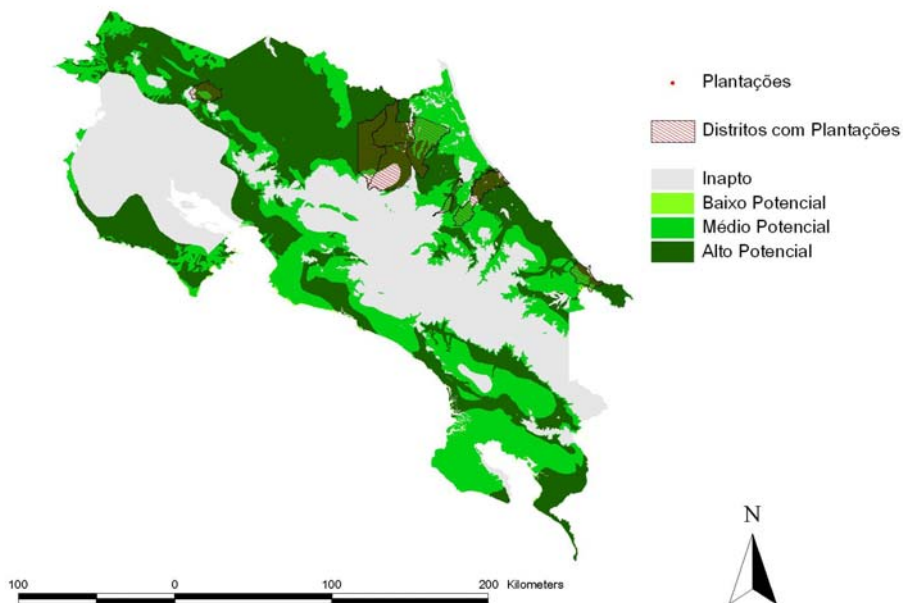 Plantações
Distritos com Plantações
Inapto
Baixo Potencial
Médio Potencial
Alto Potencial
N
100 0 100 200 Kilometers